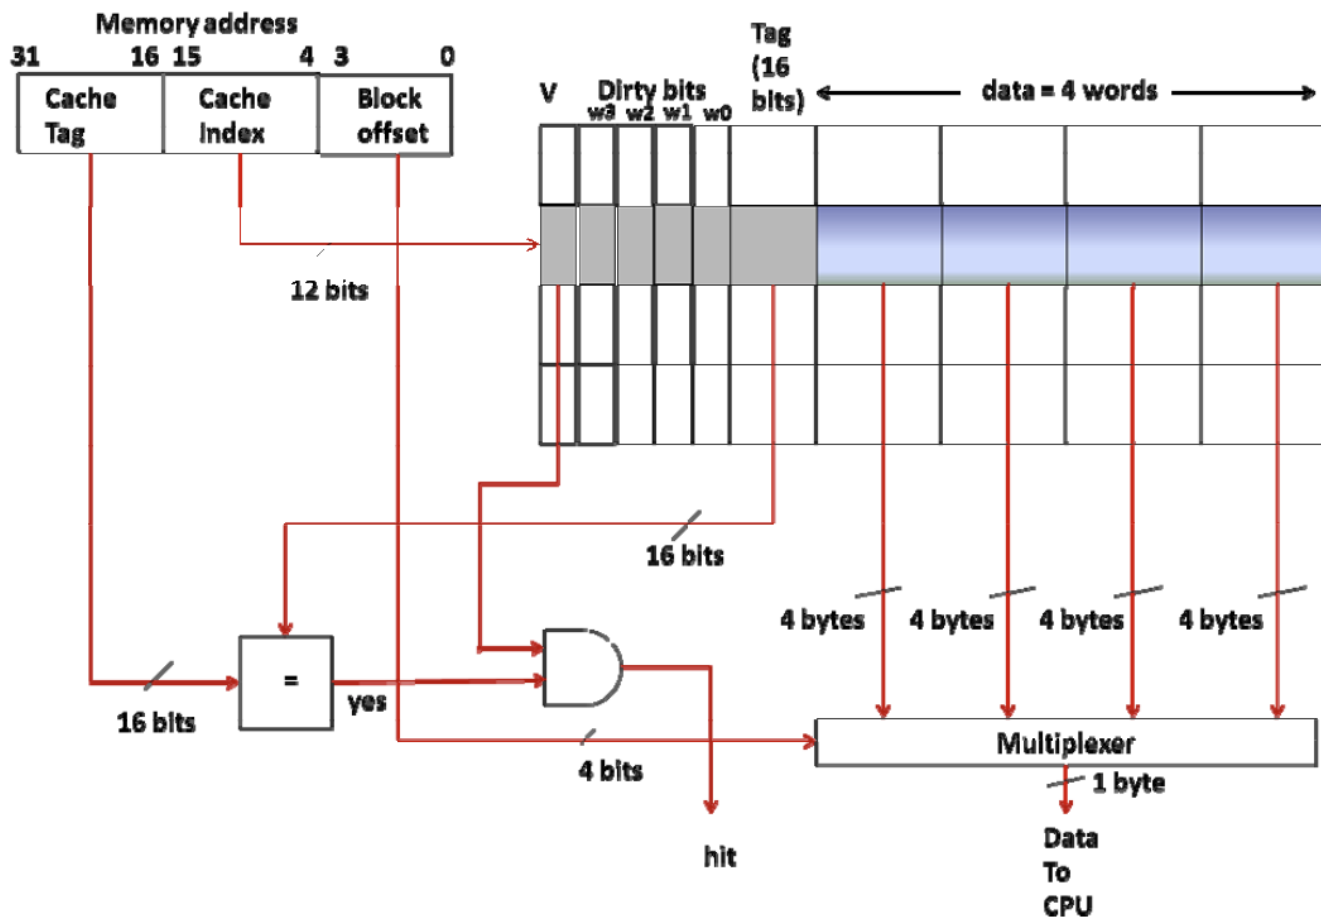 Memory address
31 16 15 4 3 0
Cache Tag
Cache Index
Block offset
V
Dirty bits
w3 w2 w1 w0
Tag
(16
bits)
data = 4 words
12 bits
16 bits
4 bytes 4 bytes 4 bytes 4 bytes
=
yes
16 bits
4 bits
Multiplexer
1 byte
hit
Data
To
CPU